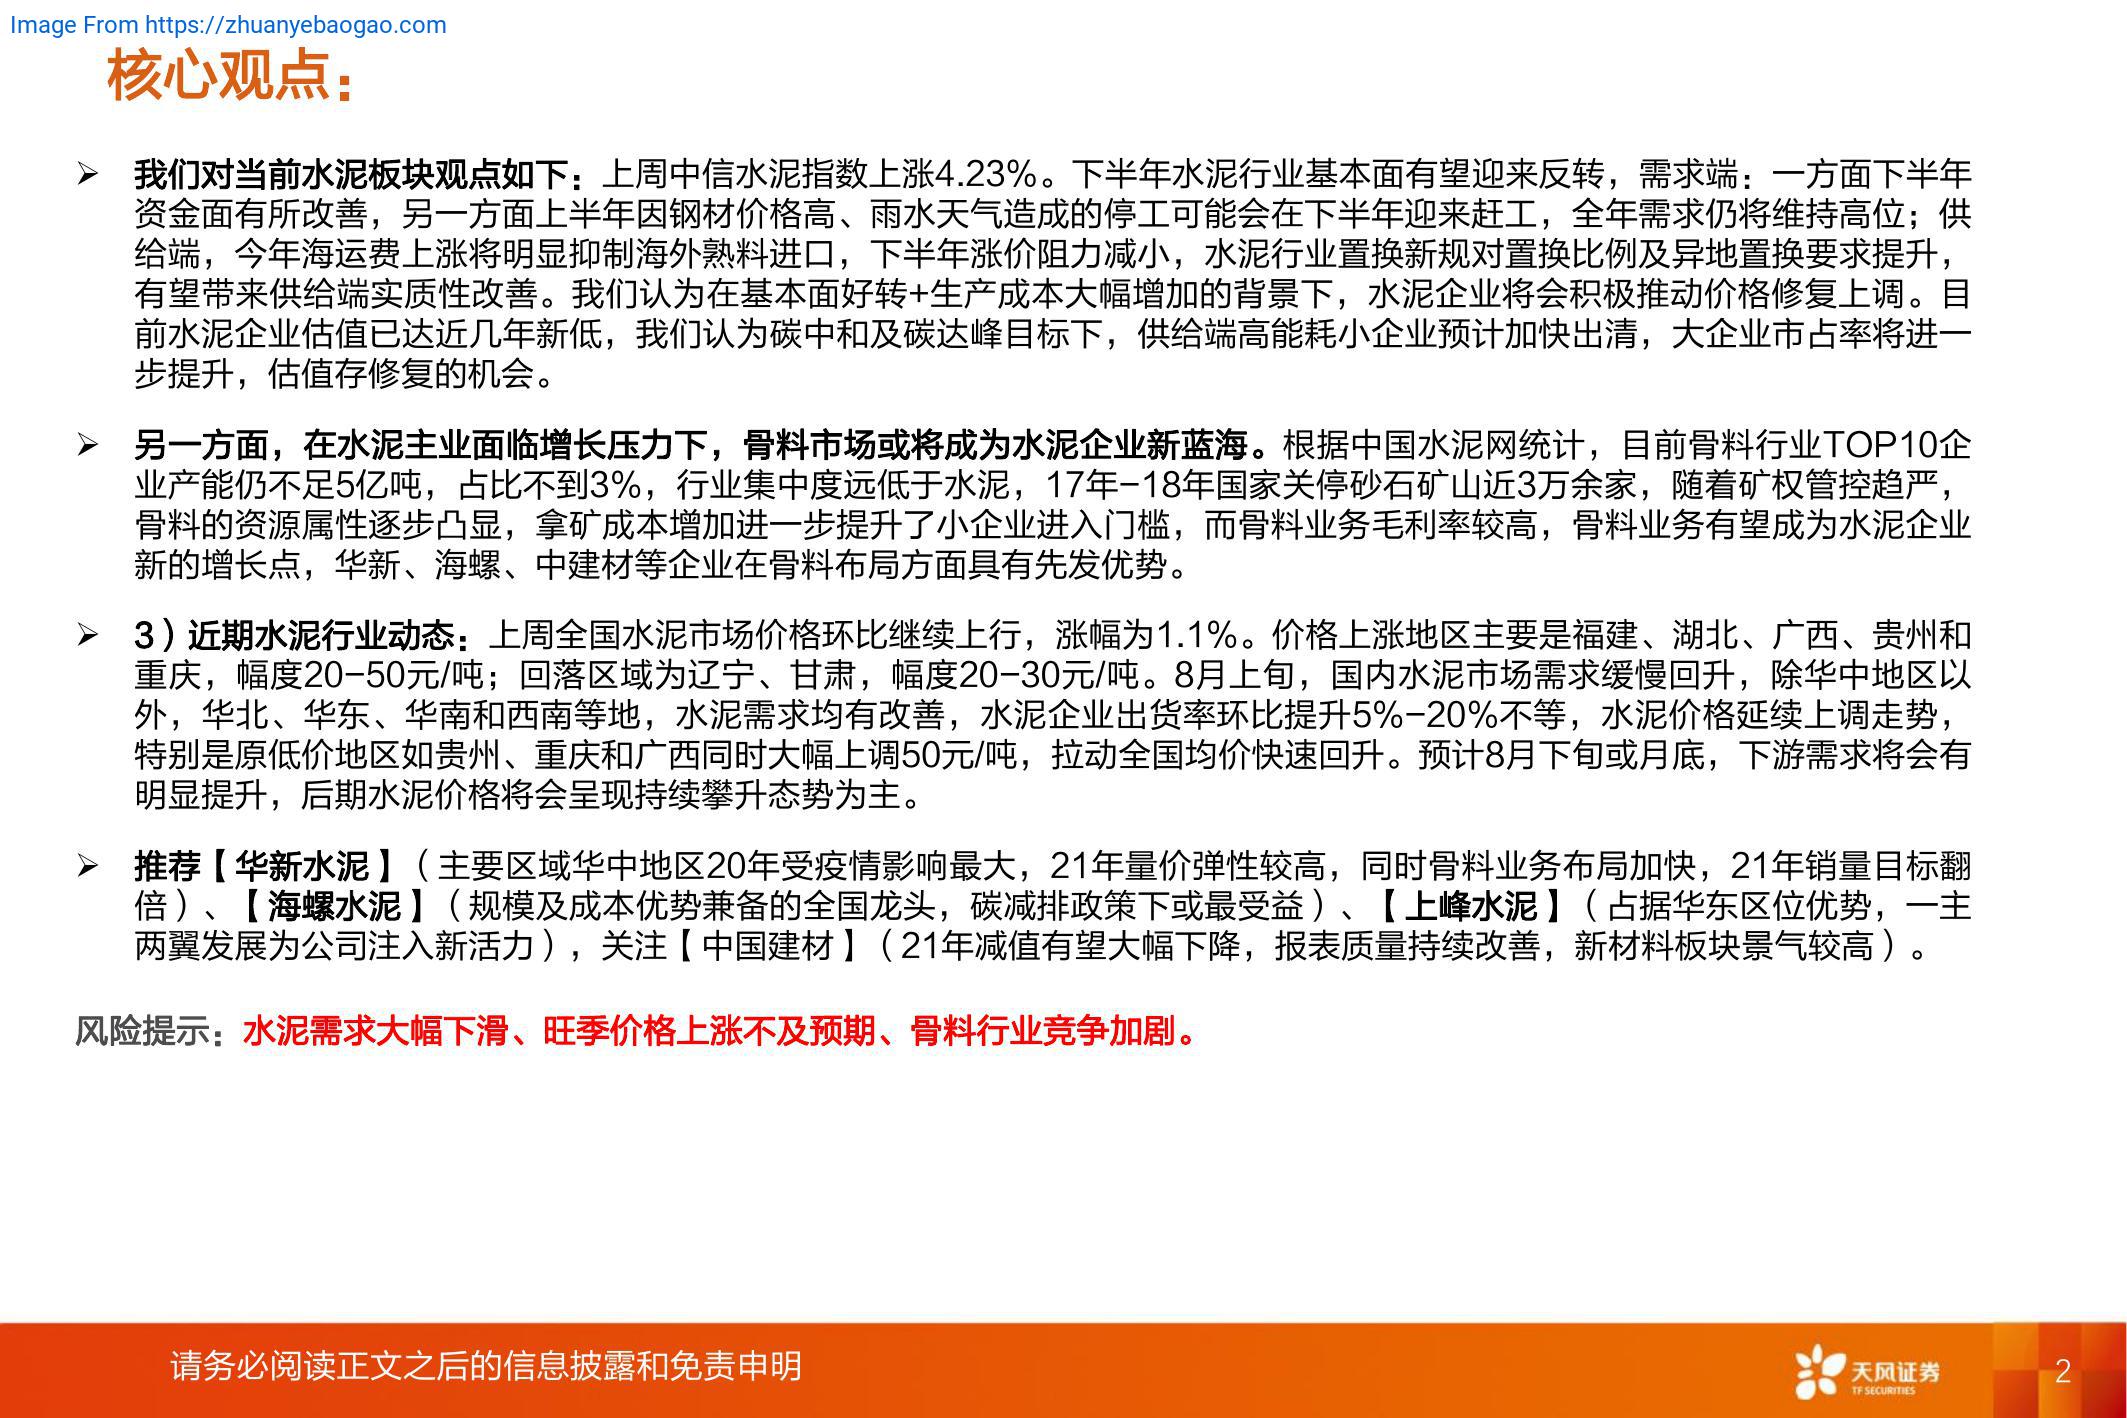 Image From https://zhuanyebaogao.com
核心观点：
➢ 我们对当前水泥板块观点如下：上周中信水泥指数上涨4.23%。下半年水泥行业基本面有望迎来反转，需求端：一方面下半年
资金面有所改善，另一方面上半年因钢材价格高、雨水天气造成的停工可能会在下半年迎来赶工，全年需求仍将维持高位；供
给端，今年海运费上涨将明显抑制海外熟料进口，下半年涨价阻力减小，水泥行业置换新规对置换比例及异地置换要求提升，
有望带来供给端实质性改善。我们认为在基本面好转+生产成本大幅增加的背景下，水泥企业将会积极推动价格修复上调。目
前水泥企业估值已达近几年新低，我们认为碳中和及碳达峰目标下，供给端高能耗小企业预计加快出清，大企业市占率将进一
步提升，估值存修复的机会。
➢ 另一方面，在水泥主业面临增长压力下，骨料市场或将成为水泥企业新蓝海。根据中国水泥网统计，目前骨料行业TOP10企
业产能仍不足5亿吨，占比不到3%，行业集中度远低于水泥，17年-18年国家关停砂石矿山近3万余家，随着矿权管控趋严，
骨料的资源属性逐步凸显，拿矿成本增加进一步提升了小企业进入门槛，而骨料业务毛利率较高，骨料业务有望成为水泥企业
新的增长点，华新、海螺、中建材等企业在骨料布局方面具有先发优势。
➢ 3）近期水泥行业动态：上周全国水泥市场价格环比继续上行，涨幅为1.1%。价格上涨地区主要是福建、湖北、广西、贵州和
重庆，幅度20-50元/吨；回落区域为辽宁、甘肃，幅度20-30元/吨。8月上旬，国内水泥市场需求缓慢回升，除华中地区以
外，华北、华东、华南和西南等地，水泥需求均有改善，水泥企业出货率环比提升5%-20%不等，水泥价格延续上调走势，
特别是原低价地区如贵州、重庆和广西同时大幅上调50元/吨，拉动全国均价快速回升。预计8月下旬或月底，下游需求将会有
明显提升，后期水泥价格将会呈现持续攀升态势为主。
➢ 推荐【华新水泥】（主要区域华中地区20年受疫情影响最大，21年量价弹性较高，同时骨料业务布局加快，21年销量目标翻
倍）、【海螺水泥】（规模及成本优势兼备的全国龙头，碳减排政策下或最受益）、【上峰水泥】（占据华东区位优势，一主
两翼发展为公司注入新活力），关注【中国建材】（21年减值有望大幅下降，报表质量持续改善，新材料板块景气较高）。
风险提示：水泥需求大幅下滑、旺季价格上涨不及预期、骨料行业竞争加剧。
请务必阅读正文之后的信息披露和免责申明
天风证券
TF SECURITIES
2